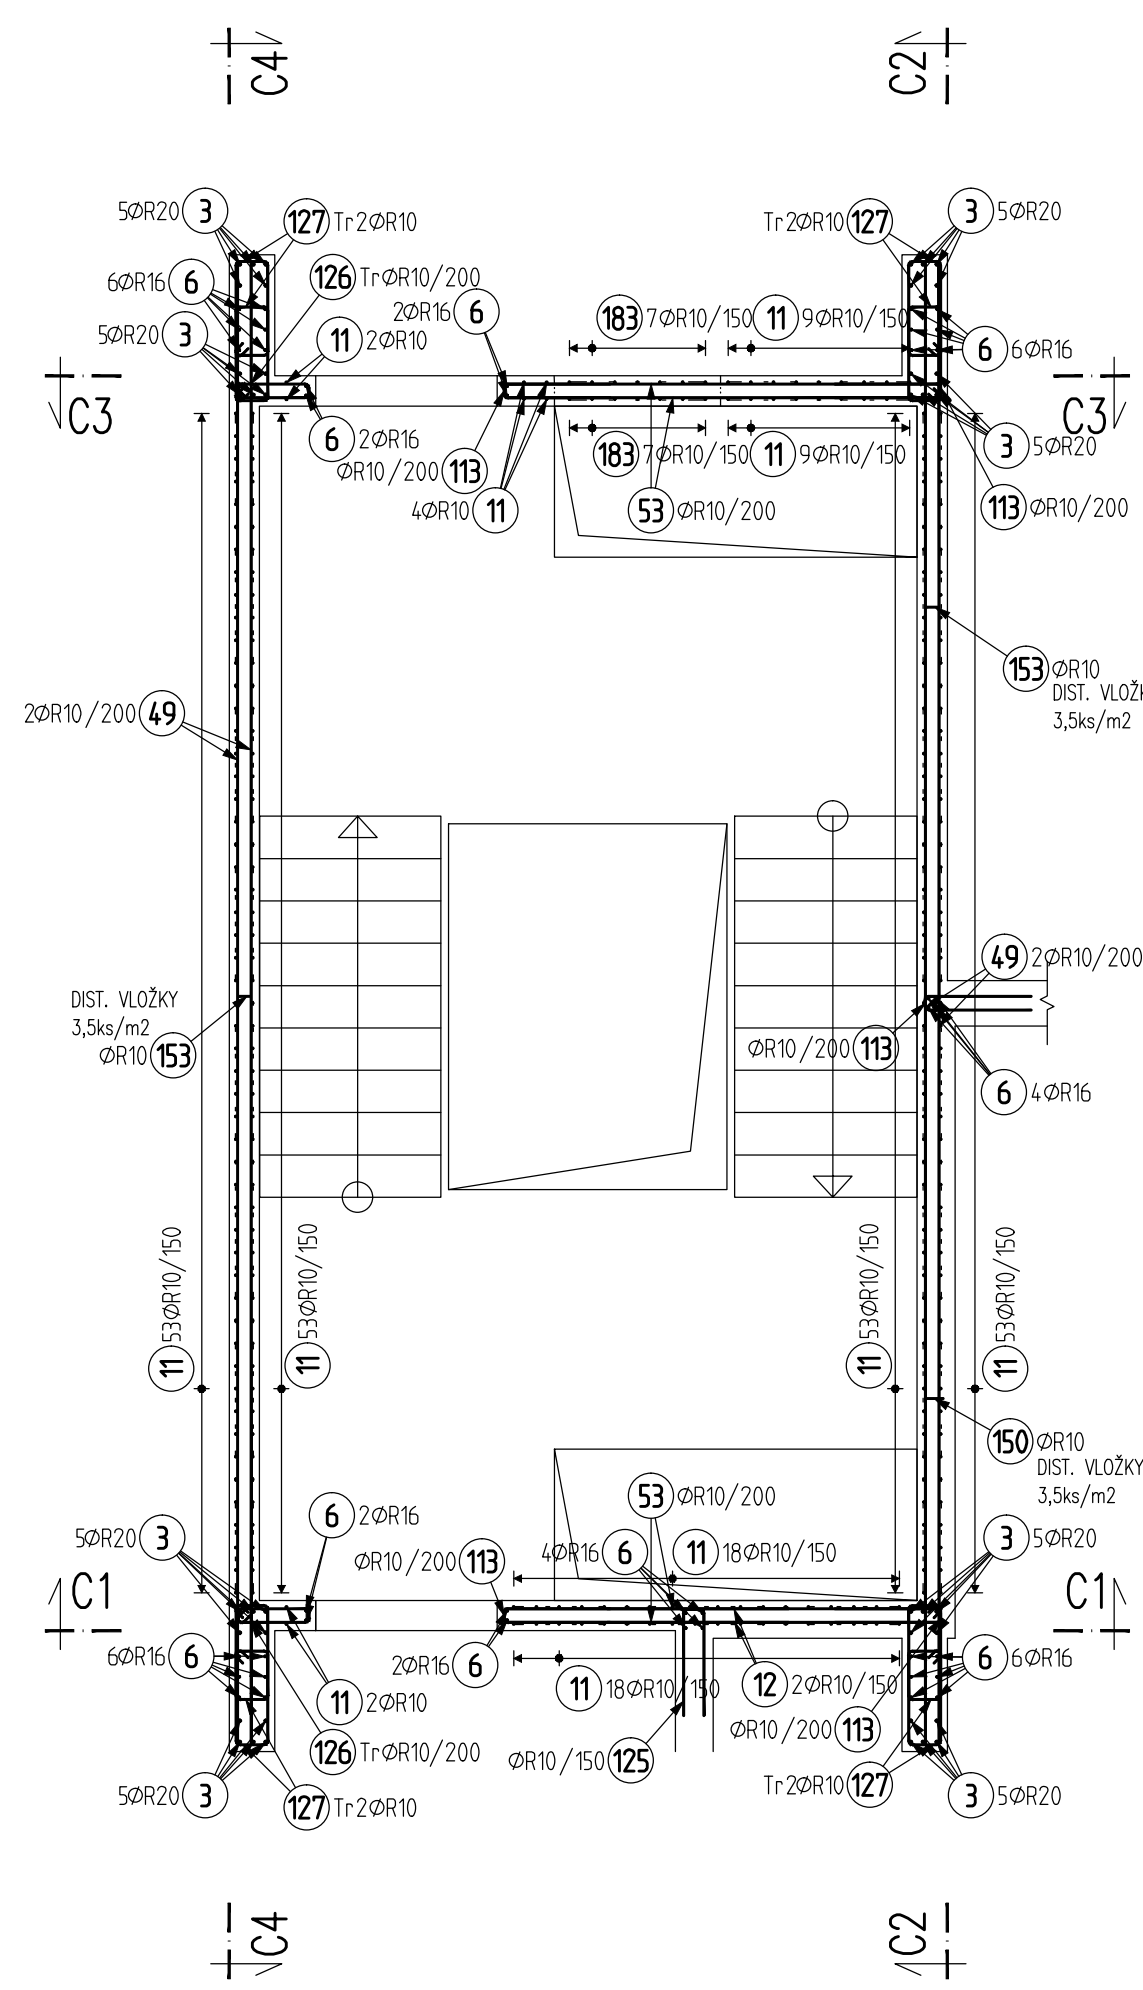 C4
C2
5ØR20 3
127 Tr2ØR10
Tr2ØR10 127
3 5ØR20
6ØR16 6
126 TrØR10/200
2ØR16 6
183 7ØR10/150
11 9ØR10/150
5ØR20 3
11 2ØR10
6 6ØR16
C3
C3
6 2ØR16
ØR10/200 113
183 7ØR10/150
11 9ØR10/150
3 5ØR20
4ØR10 11
53 ØR10/200
113 ØR10/200
153 ØR10
DIST.
3,5ks/m2
2ØR10/200 49
49 2ØR10/200
DIST. VLOŽKY
3,5ks/m2
ØR10 153
ØR10/200 113
6 4ØR16
11 53ØR10/150
11 53ØR10/150
11 53ØR10/150
11 53ØR10/150
150 ØR10
DIST. VLOŽKY
3,5ks/m2
53 ØR10/200
6 2ØR16
5ØR20 3
3 5ØR20
ØR10/200 113
4ØR16 6
11 18ØR10/150
C1
C1
6ØR16 6
2ØR16 6
11 18ØR10/150
12 2ØR10/150
6 6ØR16
11 2ØR10
ØR10/200 113
126 TrØR10/200
ØR10/150 125
5ØR20 3
127 Tr2ØR10
Tr2ØR10 127
3 5ØR20
C4
C2